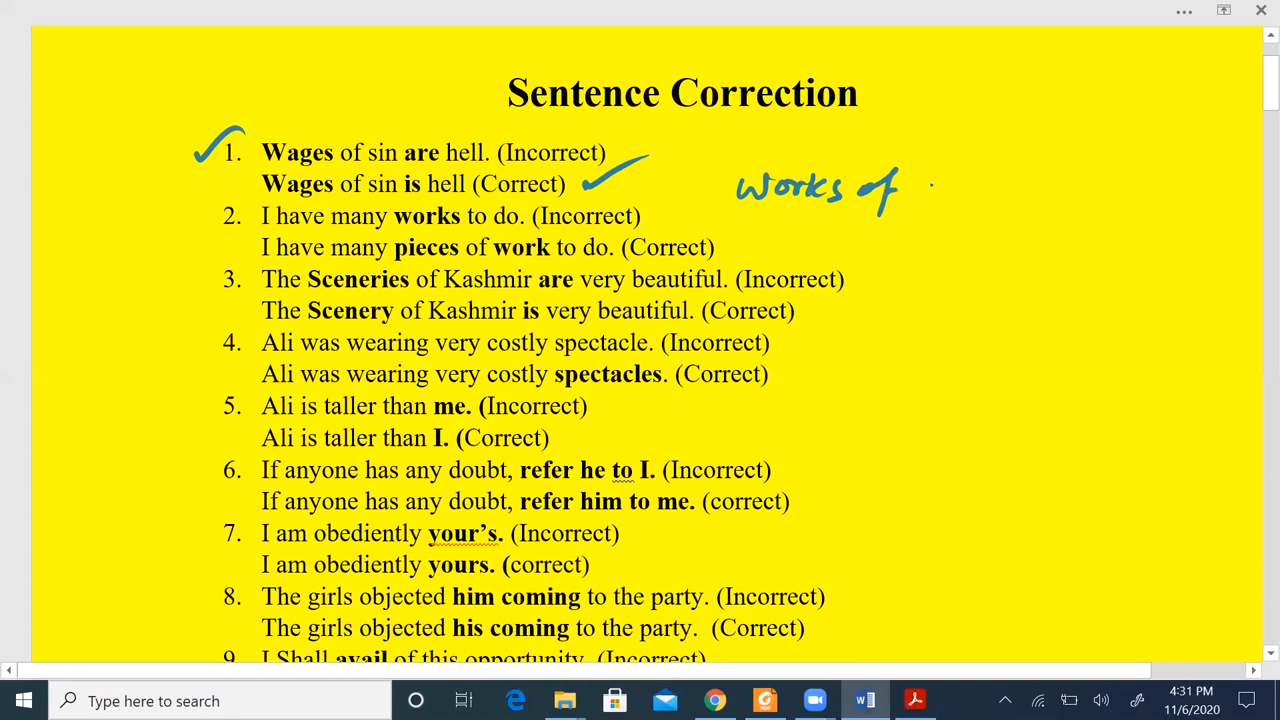 Sentence Correction
1. Wages of sin are hell. (Incorrect)
Wages of sin is hell (Correct)
works of
2. I have many works to do. (Incorrect)
I have many pieces of work to do. (Correct)
3. The Sceneries of Kashmir are very beautiful. (Incorrect)
The Scenery of Kashmir is very beautiful. (Correct)
4. Ali was wearing very costly spectacle. (Incorrect)
Ali was wearing very costly spectacles. (Correct)
5. Ali is taller than me. (Incorrect)
Ali is taller than I. (Correct)
6. If anyone has any doubt, refer he to I. (Incorrect)
If anyone has any doubt, refer him to me. (correct)
7. I am obediently your’s. (Incorrect)
I am obediently yours. (correct)
8. The girls objected him coming to the party. (Incorrect)
The girls objected his coming to the party. (Correct)
9. I Shall avail of this opportunity. (Incorrect)
Type here to search
4:31 PM
11/6/2020